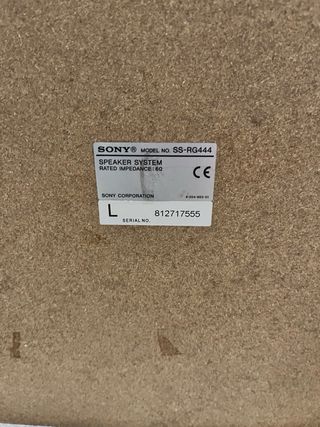 SONY® MODEL NO. SS-RG444
SPEAKER SYSTEM
RATED IMPEDANCE: 6Ω
CE
SONY CORPORATION
L SERIAL NO. 812717555